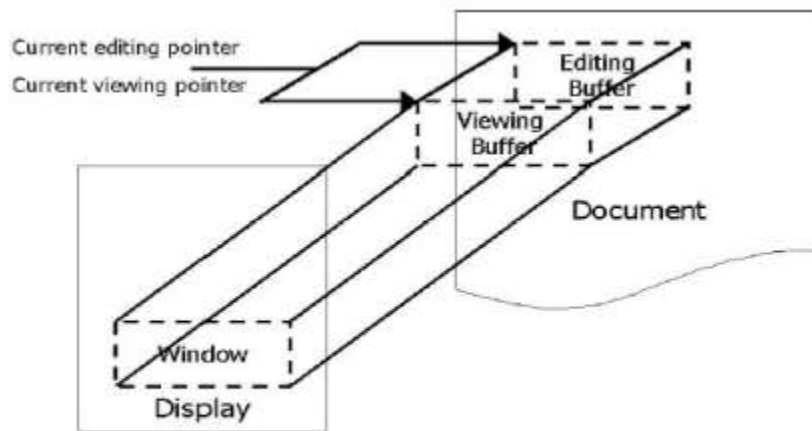 Current editing pointer
Current viewing pointer
Editing
Buffer
Viewing
Buffer
Document
Window
Display